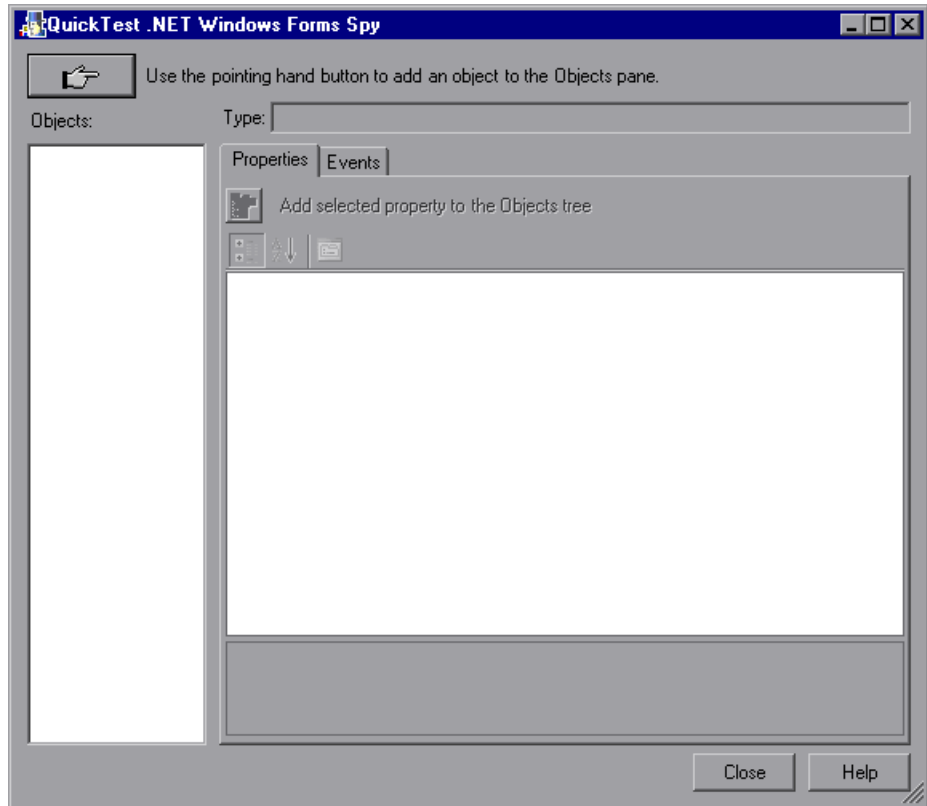 QuickTest .NET Windows Forms Spy
Use the pointing hand button to add an object to the Objects pane.
Objects:
Type:
Properties
Events
Add selected property to the Objects tree
Close
Help